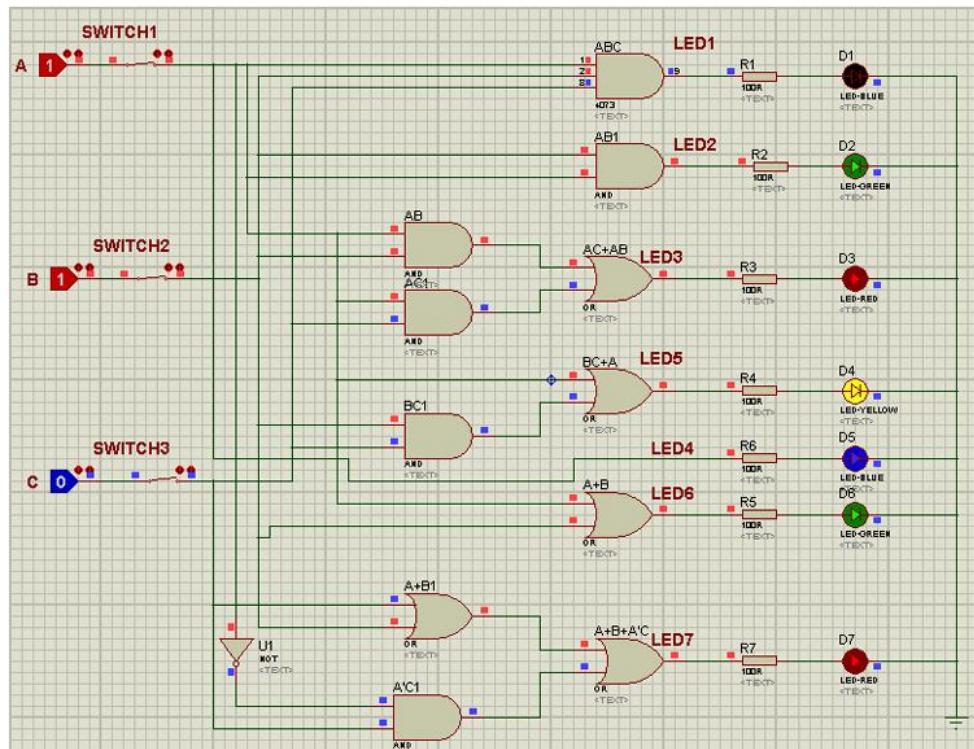 SWITCH1
A 1
ABC
LED1
R1
D1
1
2
8
9
4073
<TEXT>
100R
<TEXT>
LED-BLUE
<TEXT>
AB1
LED2
R2
D2
AND
<TEXT>
100R
<TEXT>
LED-GREEN
<TEXT>
SWITCH2
B 1
AB
AND
<TEXT>
AC1
AND
<TEXT>
AC+AB
LED3
R3
D3
OR
<TEXT>
100R
<TEXT>
LED-RED
<TEXT>
BC+A
LED5
R4
D4
OR
<TEXT>
100R
<TEXT>
LED-YELLOW
<TEXT>
BC1
AND
<TEXT>
SWITCH3
C 0
LED4
R6
D5
100R
<TEXT>
LED-BLUE
<TEXT>
A+B
LED6
R5
D6
OR
<TEXT>
100R
<TEXT>
LED-GREEN
<TEXT>
A+B1
OR
<TEXT>
U1
NOT
<TEXT>
A+B+A'C
LED7
R7
D7
OR
<TEXT>
100R
<TEXT>
LED-RED
<TEXT>
A'C1
AND